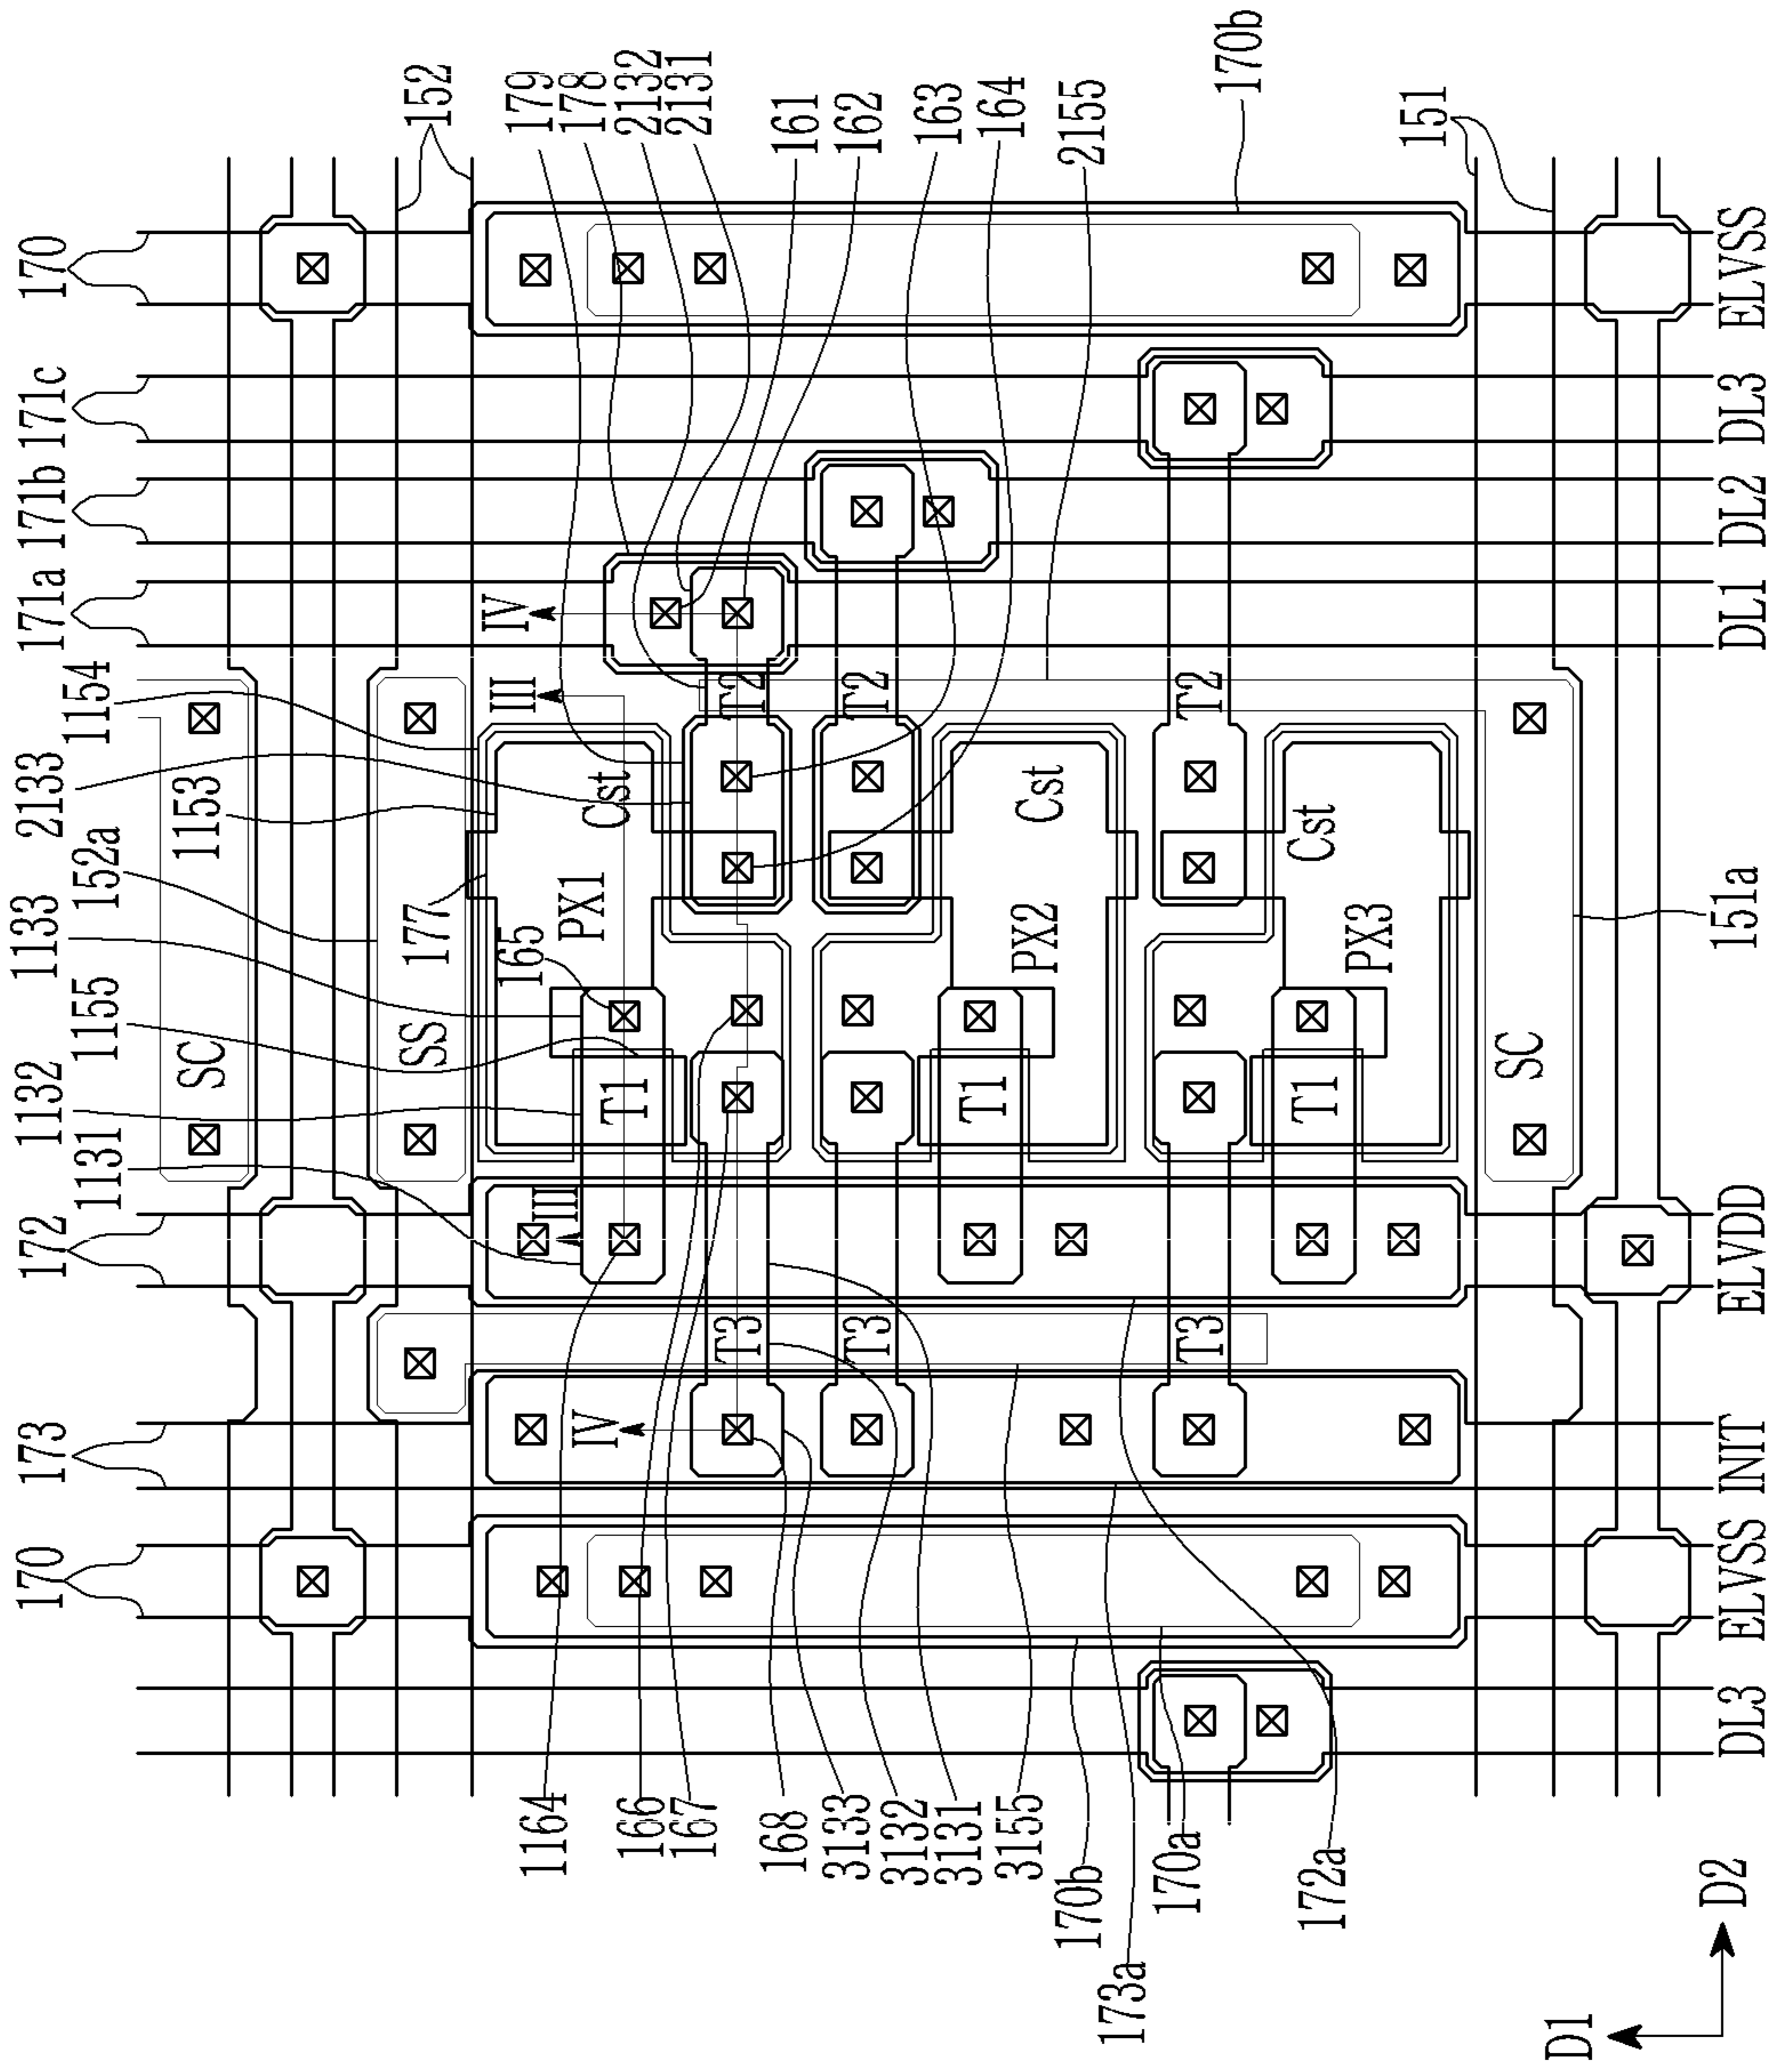 170
171c
171b
171a
1154
2133
1153
152a
1133
1155
1132
1131
172
173
170
152
179
178
2132
2131
161
162
163
164
2155
170b
151
IV
III
T2
T2
T2
Cst
Cst
Cst
177
PX1
PX2
PX3
165
SC
SS
SC
T1
T1
T1
III
T3
T3
T3
IV
151a
ELVSS
DL3
DL2
DL1
ELVDD
INIT
ELVSS
DL3
1164
166
167
168
3133
3132
3131
3155
170b
173a
170a
172a
D1
D2